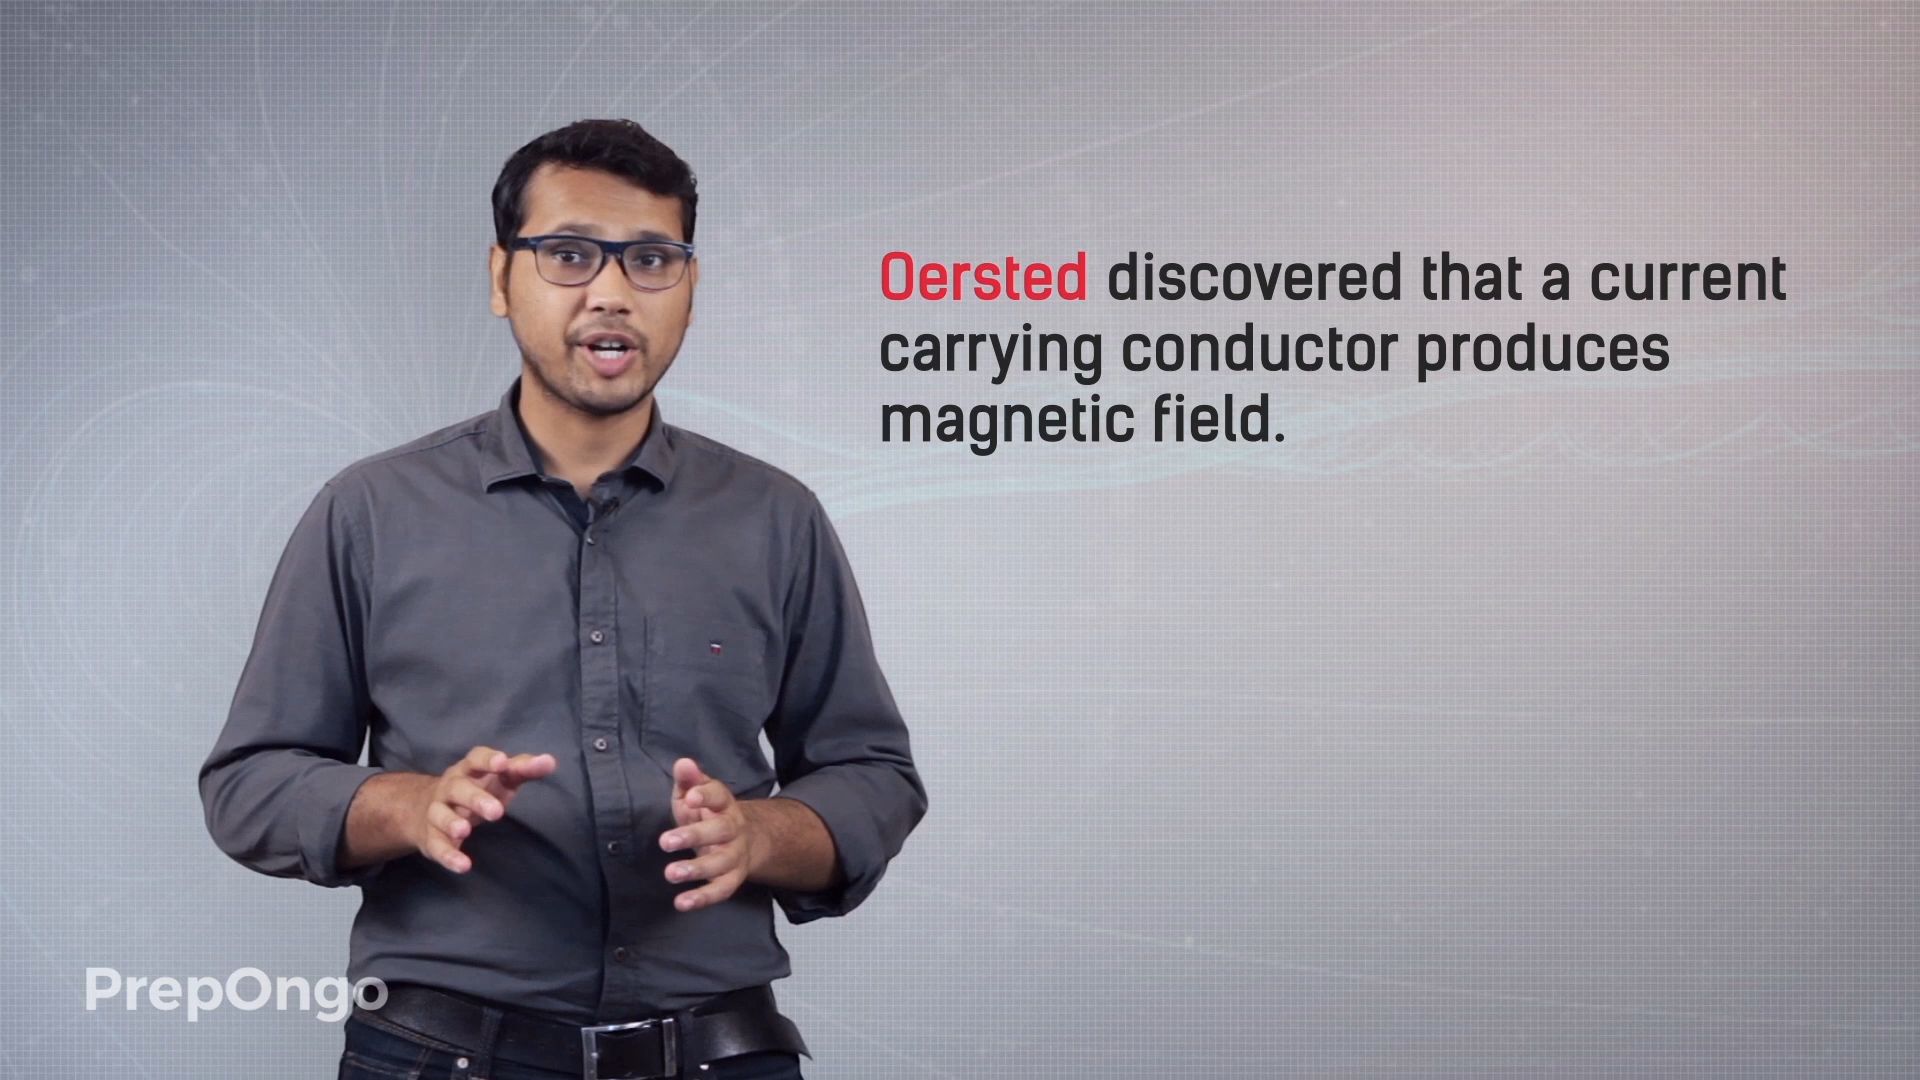 Oersted discovered that a current
carrying conductor produces
magnetic field.
PrepOngo